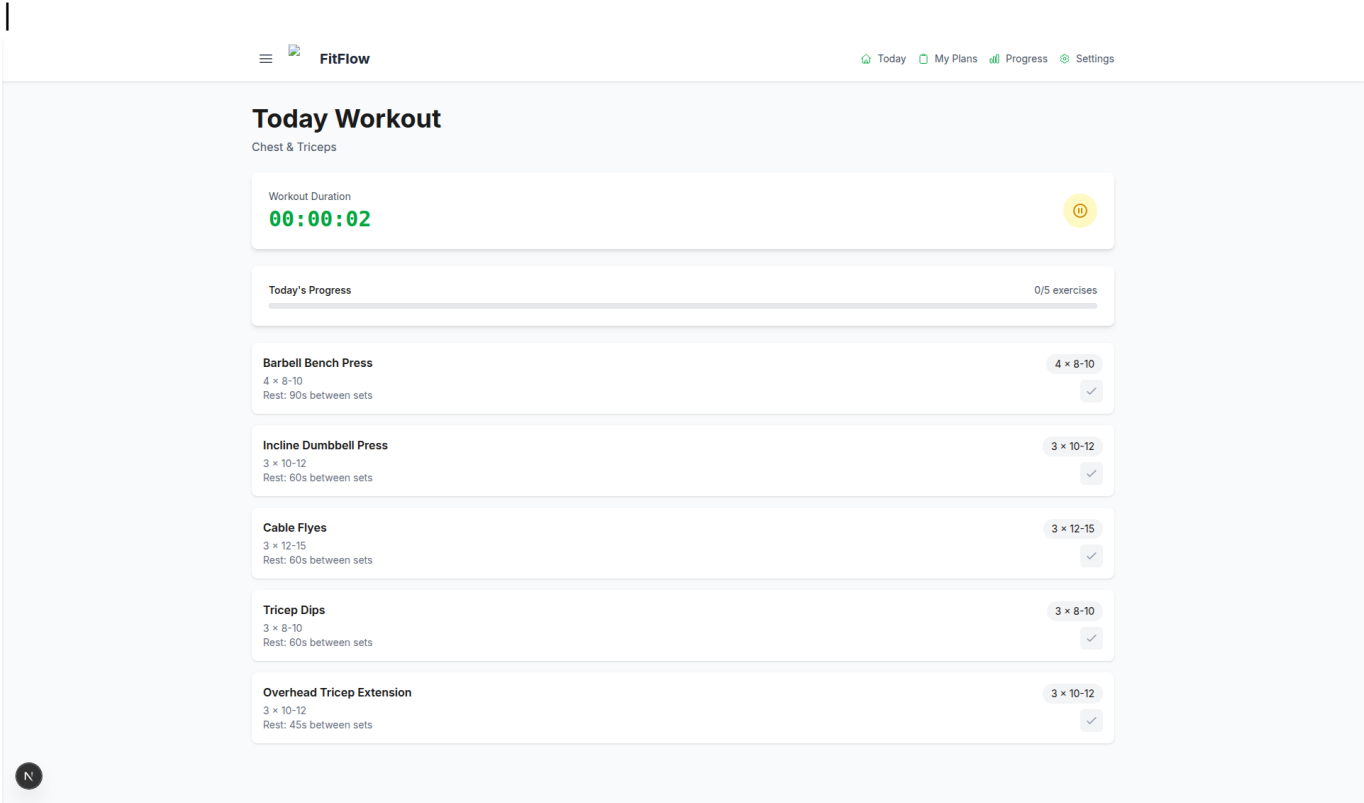 FitFlow
Today
My Plans
Progress
Settings
Today Workout
Chest & Triceps
Workout Duration
00:00:02
Today's Progress
0/5 exercises
Barbell Bench Press
4 × 8-10
4 × 8-10
Rest: 90s between sets
Incline Dumbbell Press
3 × 10-12
3 × 10-12
Rest: 60s between sets
Cable Flyes
3 × 12-15
3 × 12-15
Rest: 60s between sets
Tricep Dips
3 × 8-10
3 × 8-10
Rest: 60s between sets
Overhead Tricep Extension
3 × 10-12
3 × 10-12
Rest: 45s between sets
N